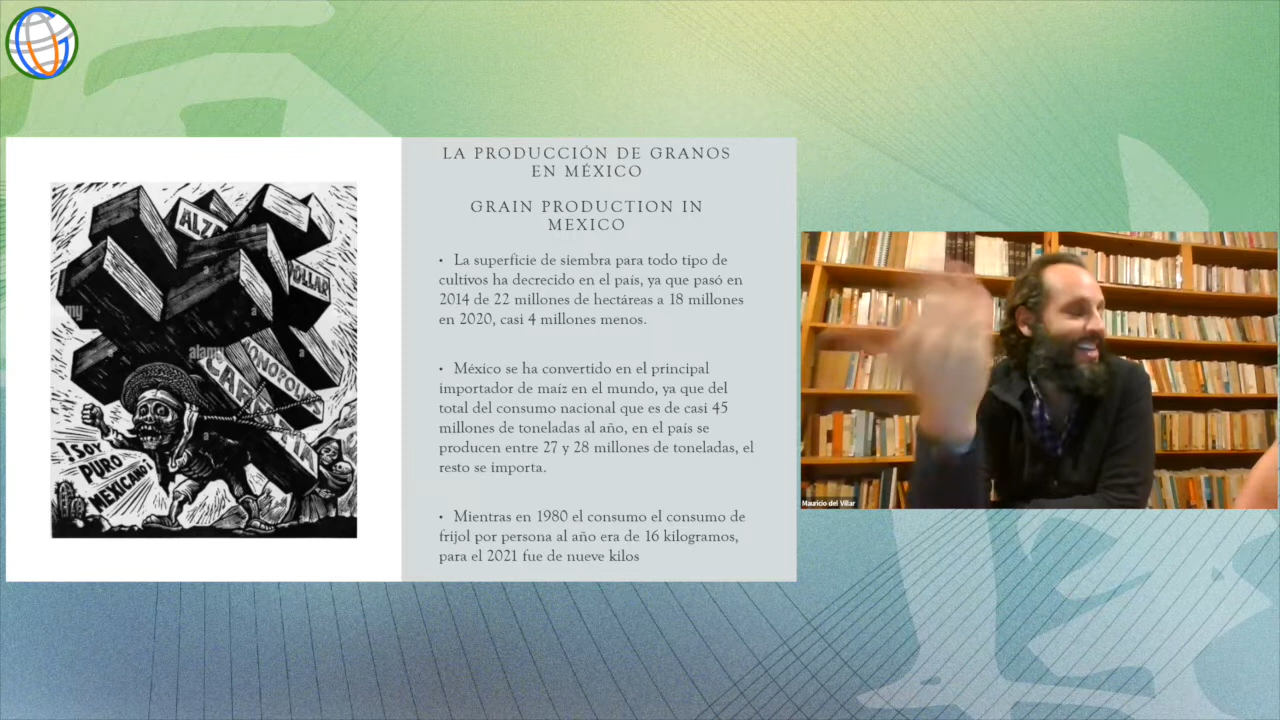 LA PRODUCCIÓN DE GRANOS
EN MÉXICO
GRAIN PRODUCTION IN
MEXICO
• La superficie de siembra para todo tipo de
cultivos ha decrecido en el país, ya que pasó en
2014 de 22 millones de hectáreas a 18 millones
en 2020, casi 4 millones menos.
• México se ha convertido en el principal
importador de maíz en el mundo, ya que del
total del consumo nacional que es de casi 45
millones de toneladas al año, en el país se
producen entre 27 y 28 millones de toneladas, el
resto se importa.
• Mientras en 1980 el consumo el consumo de
frijol por persona al año era de 16 kilogramos,
para el 2021 fue de nueve kilos
ALZA
DOLLAR
alamy
a
MONOPOLIO
¡SOY
PURO
MEXICANO!
Mauricio del Villar